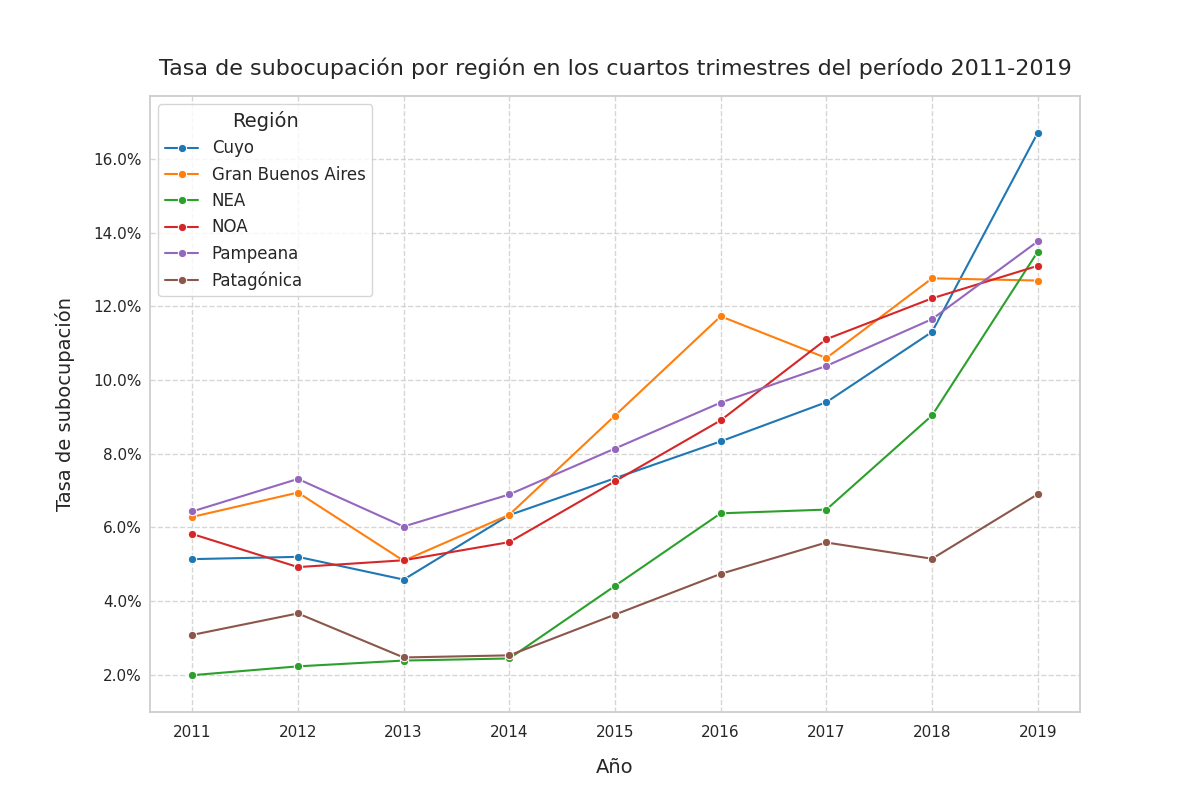 Tasa de subocupación por región en los cuartos trimestres del período 2011-2019
Región
Cuyo
Gran Buenos Aires
NEA
NOA
Pampeana
Patagónica
Tasa de subocupación
16.0%
14.0%
12.0%
10.0%
8.0%
6.0%
4.0%
2.0%
2011 2012 2013 2014 2015 2016 2017 2018 2019
Año